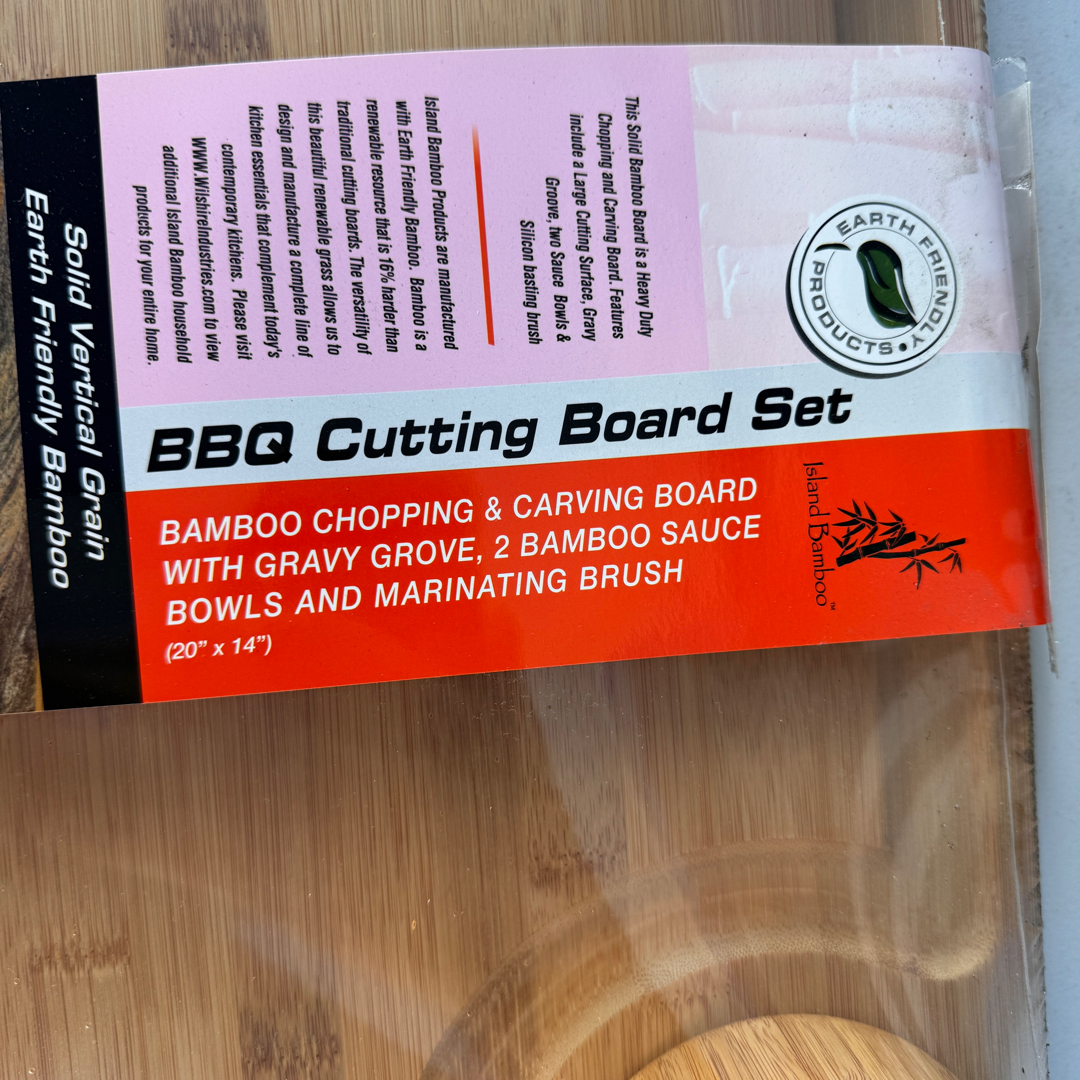 Solid Vertical Grain
Earth Friendly Bamboo
This Solid Bamboo Board is a Heavy Duty
Chopping and Carving Board. Features
include a Large Cutting Surface, Gravy
Groove, two Sauce Bowls &
Silicon basting brush
Island Bamboo Products are manufactured
with Earth Friendly Bamboo. Bamboo is a
renewable resource that is 16% harder than
traditional cutting boards. The versatility of
this beautiful renewable grass allows us to
design and manufacture a complete line of
kitchen essentials that complement today's
contemporary kitchens. Please visit
www.WilshireIndustries.com to view
additional Island Bamboo household
products for your entire home.
EARTH FRIENDLY
PRODUCTS •
BBQ Cutting Board Set
BAMBOO CHOPPING & CARVING BOARD
WITH GRAVY GROVE, 2 BAMBOO SAUCE
BOWLS AND MARINATING BRUSH
(20” x 14”)
Island Bamboo™